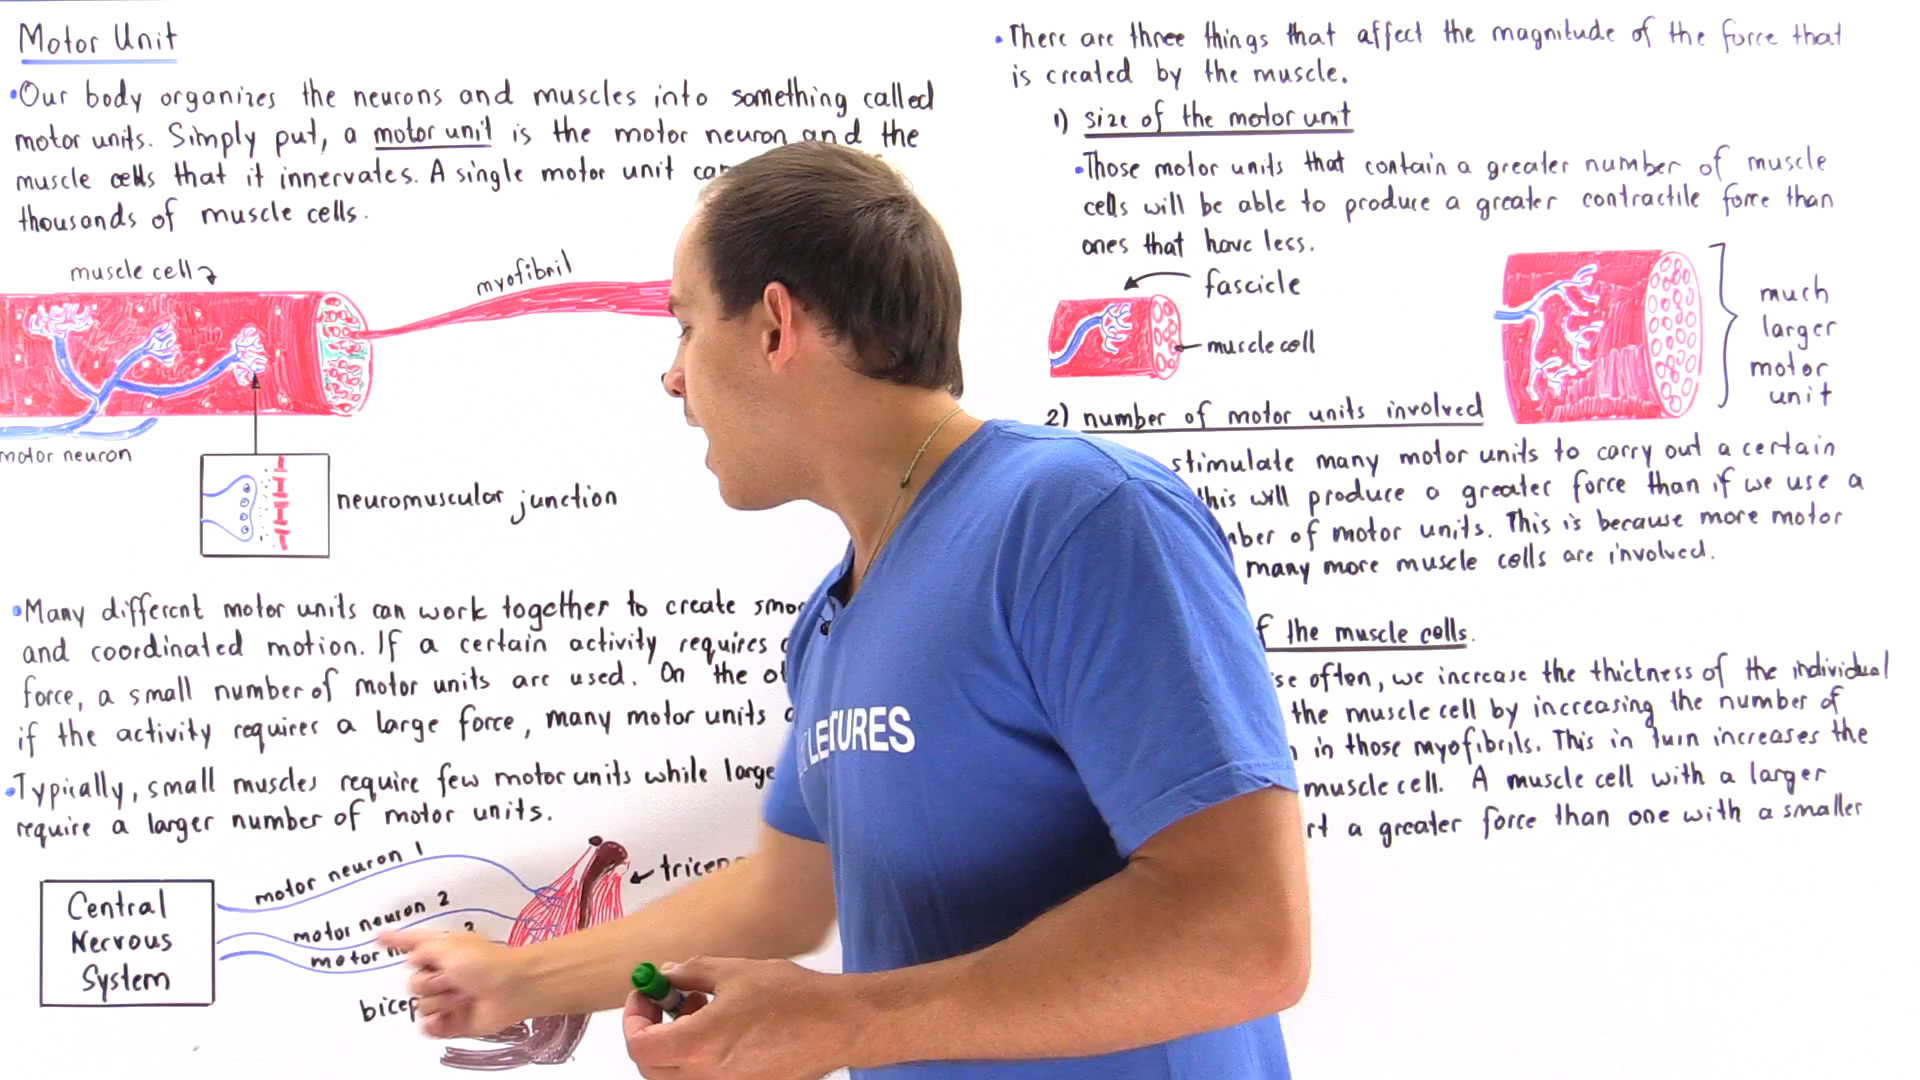 Motor Unit
•Our body organizes the neurons and muscles into something called
motor units. Simply put, a motor unit is the motor neuron and the
muscle cells that it innervates. A single motor unit
thousands of muscle cells.
muscle cell
myofibril
motor neuron
neuromuscular junction
•Many different motor units can work together to create
and coordinated motion. If a certain activity requires
force, a small number of motor units are used. On the
if the activity requires a large force, many motor units
•Typically, small muscles require few motor units while
require a larger number of motor units.
Central
Nervous
System
motor neuron 1
motor neuron 2
motor
3
•There are three things that affect the magnitude of the force that
is created by the muscle.
1) size of the motor unit
•Those motor units that contain a greater number of muscle
cells will be able to produce a greater contractile force than
ones that have less.
fascicle
muscle cell
much
larger
motor
unit
2) number of motor units involved
stimulate many motor units to carry out a certain
this will produce a greater force than if we use a
of motor units. This is because more motor
many more muscle cells are involved.
the muscle cells.
often, we increase the thickness of the individual
the muscle cell by increasing the number of
in those myofibrils. This in turn increases the
muscle cell. A muscle cell with a larger
a greater force than one with a smaller
LECTURES